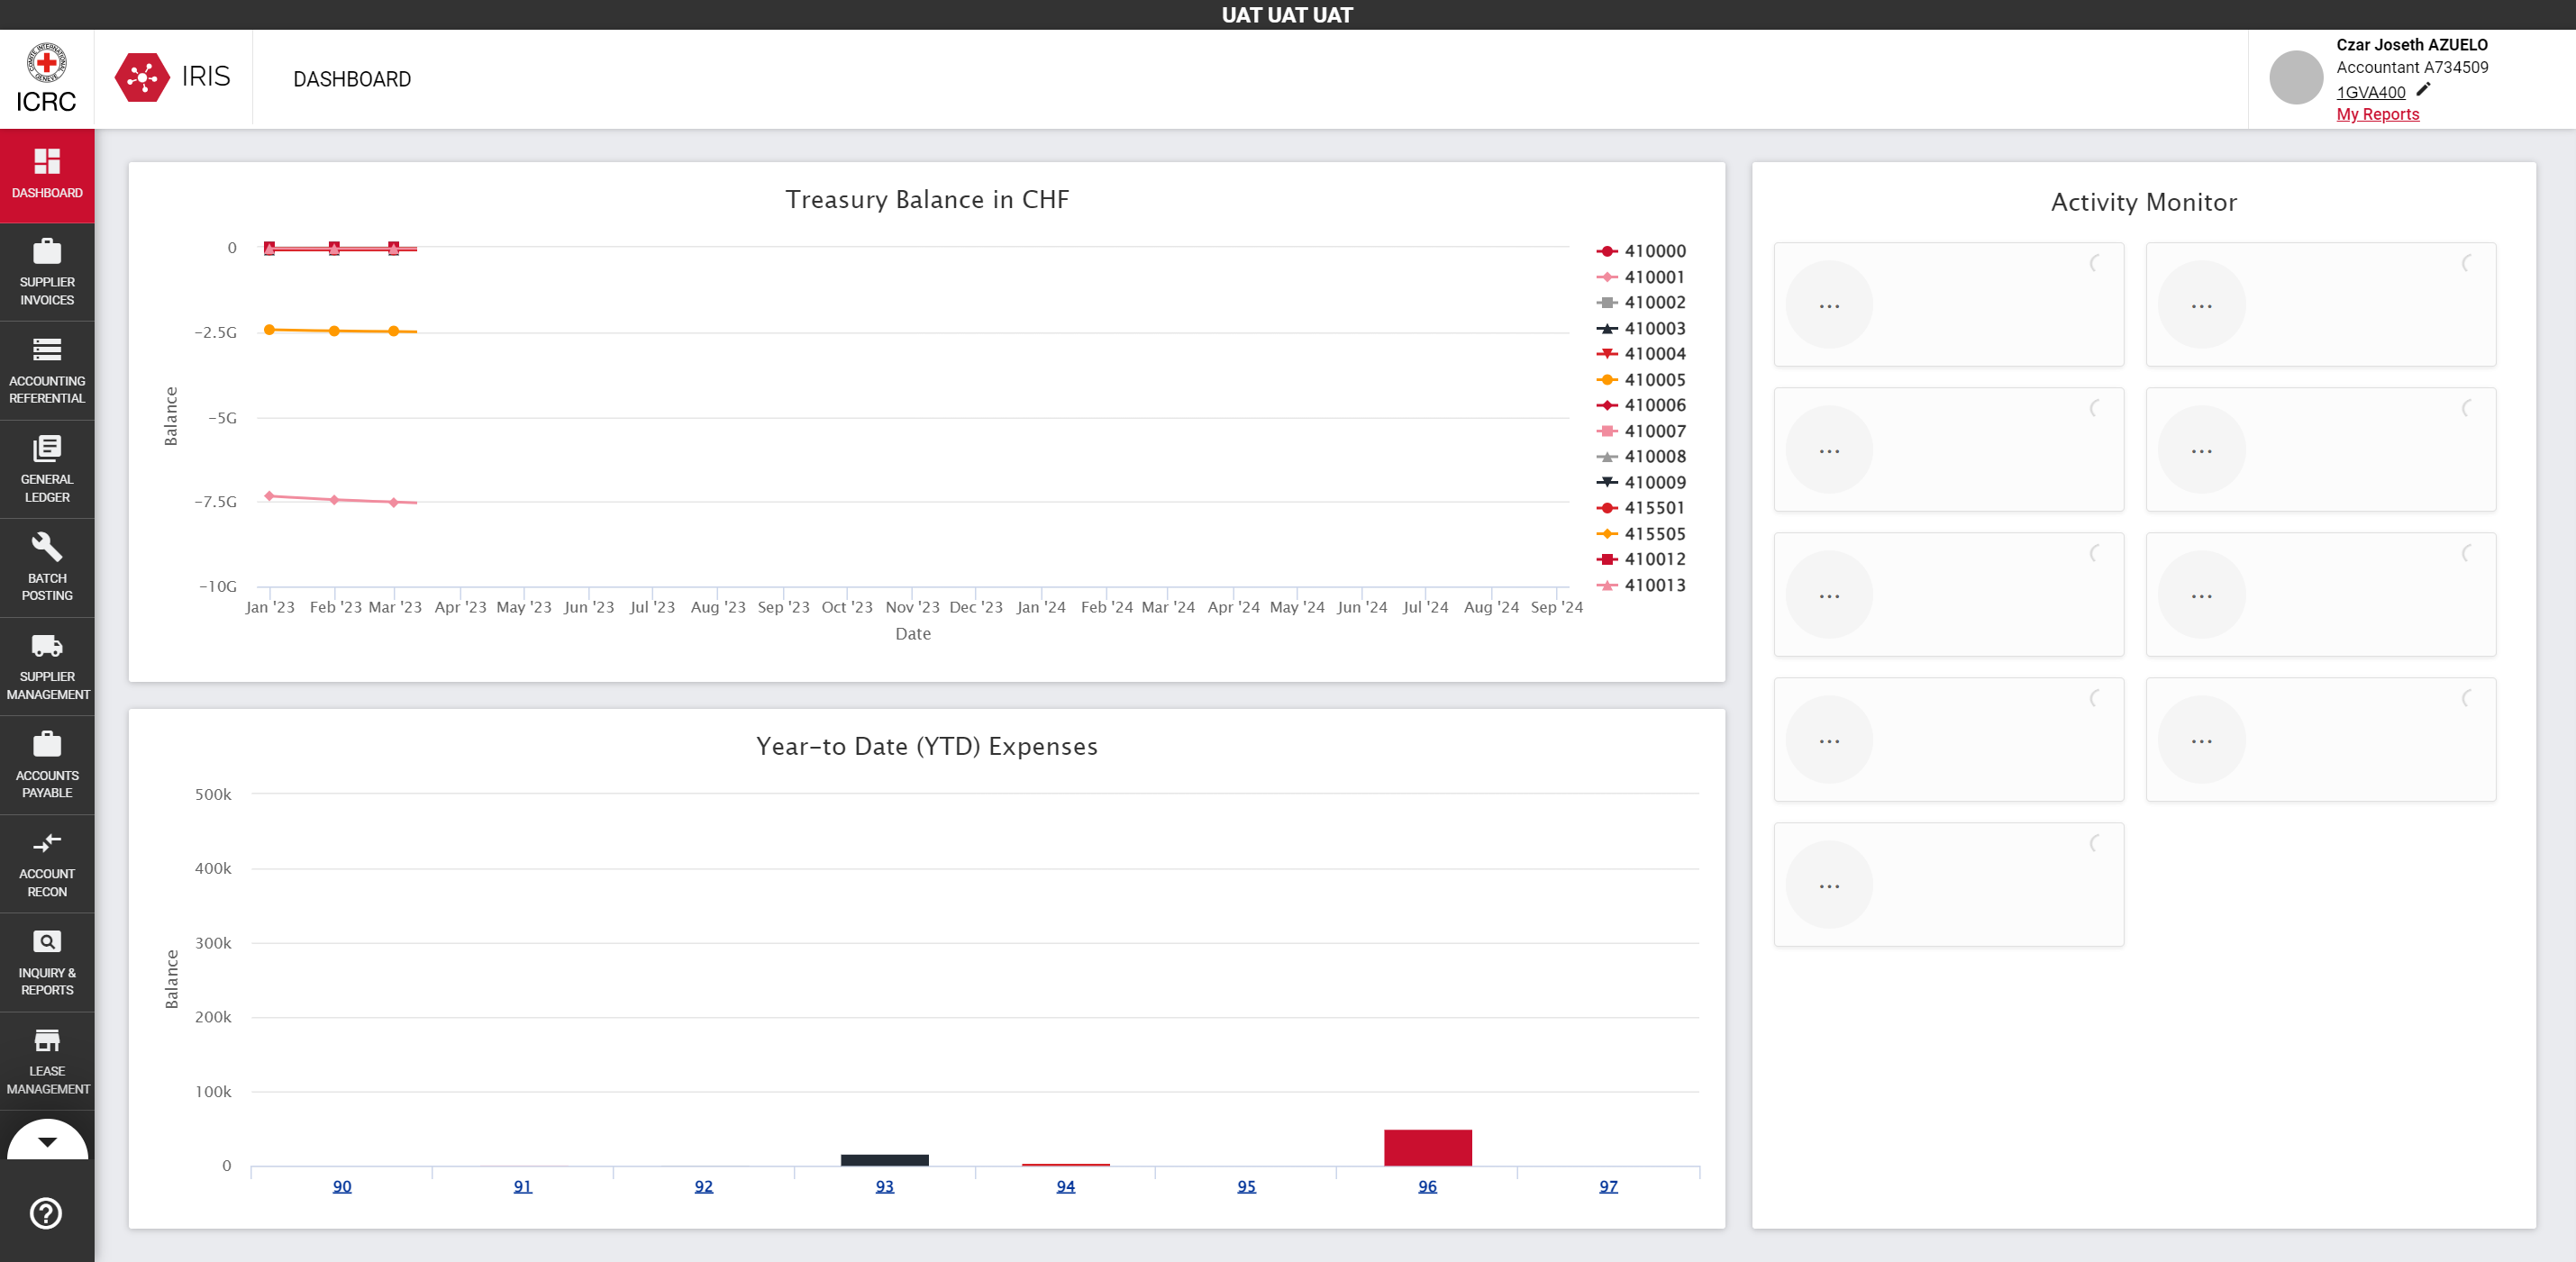 UAT UAT UAT
COMITE INTERNATIONAL GENEVE
ICRC
IRIS
DASHBOARD
Czar Joseth AZUELO
Accountant A734509
1GVA400
My Reports
DASHBOARD
SUPPLIER
INVOICES
ACCOUNTING
REFERENTIAL
GENERAL
LEDGER
BATCH
POSTING
SUPPLIER
MANAGEMENT
ACCOUNTS
PAYABLE
ACCOUNT
RECON
INQUIRY &
REPORTS
LEASE
MANAGEMENT
Treasury Balance in CHF
0
-2.5G
-5G
-7.5G
-10G
Balance
Jan '23 Feb '23 Mar '23 Apr '23 May '23 Jun '23 Jul '23 Aug '23 Sep '23 Oct '23 Nov '23 Dec '23 Jan '24 Feb '24 Mar '24 Apr '24 May '24 Jun '24 Jul '24 Aug '24 Sep '24
Date
410000
410001
410002
410003
410004
410005
410006
410007
410008
410009
415501
415505
410012
410013
Year-to Date (YTD) Expenses
500k
400k
300k
200k
100k
0
Balance
90 91 92 93 94 95 96 97
Activity Monitor
... ...
... ...
... ...
... ...
...